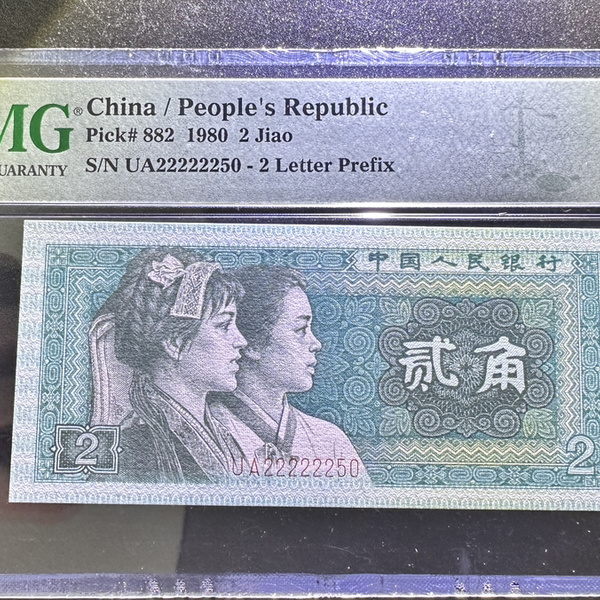 MG®
UARANTY
China / People's Republic
Pick# 882 1980 2 Jiao
S/N UA22222250 - 2 Letter Prefix
中国人民银行
贰角
2
UA22222250
2